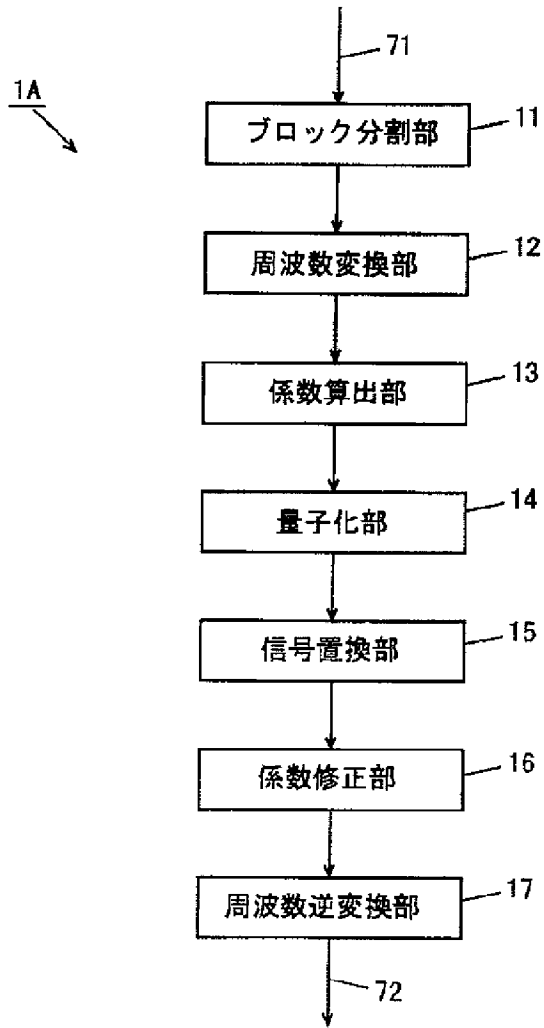 71
1A
ブロック分割部
11
周波数変換部
12
係数算出部
13
量子化部
14
信号置換部
15
係数修正部
16
周波数逆変換部
17
72